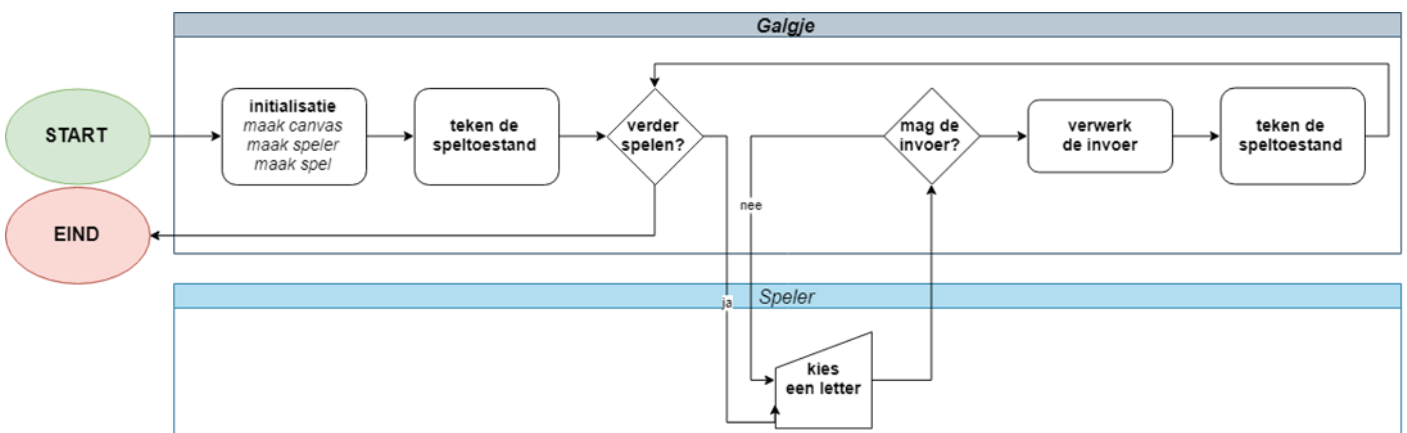 Galgje
START
initialisatie
maak canvas
maak speler
maak spel
teken de
speltoestand
verder
spelen?
mag de
invoer?
verwerk
de invoer
teken de
speltoestand
EIND
nee
ja
Speler
kies
een letter